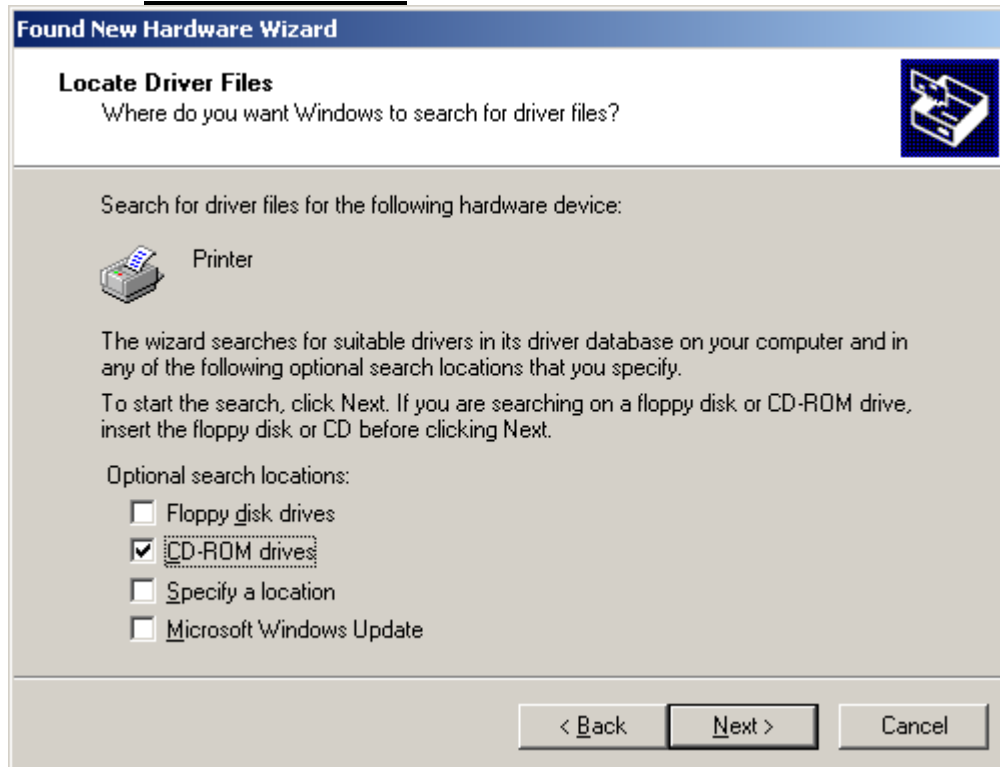 Found New Hardware Wizard
Locate Driver Files
Where do you want Windows to search for driver files?
Search for driver files for the following hardware device:
Printer
The wizard searches for suitable drivers in its driver database on your computer and in
any of the following optional search locations that you specify.
To start the search, click Next. If you are searching on a floppy disk or CD-ROM drive,
insert the floppy disk or CD before clicking Next.
Optional search locations:
Floppy disk drives
CD-ROM drives
Specify a location
Microsoft Windows Update
< Back Next > Cancel